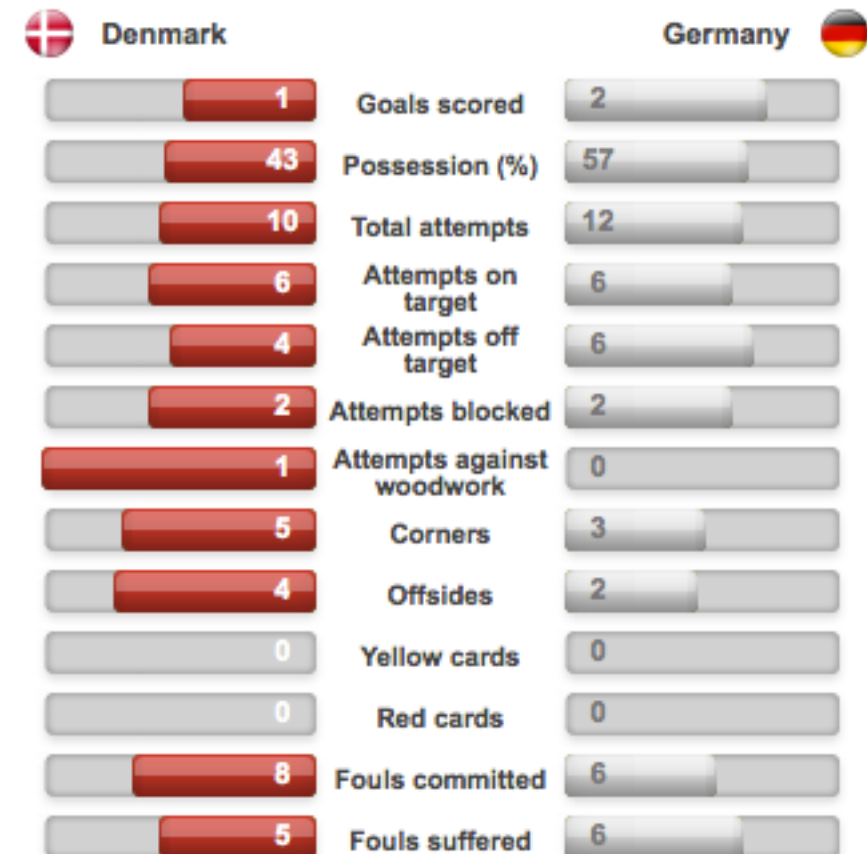 Denmark Germany
1 Goals scored 2
43 Possession (%) 57
10 Total attempts 12
6 Attempts on target 6
4 Attempts off target 6
2 Attempts blocked 2
1 Attempts against woodwork 0
5 Corners 3
4 Offsides 2
0 Yellow cards 0
0 Red cards 0
8 Fouls committed 6
5 Fouls suffered 6